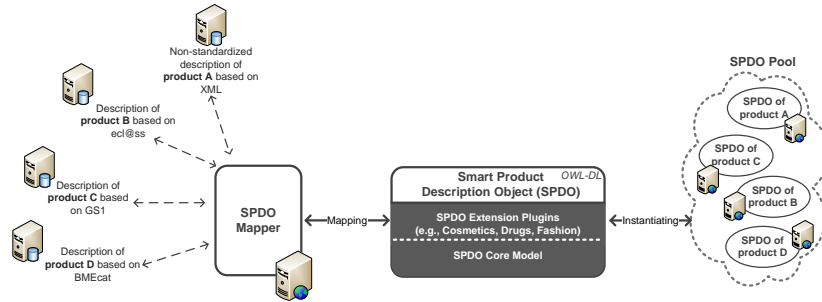 Non-standardized
description of
product A based on
XML
Description of
product B based on
ecl@ss
Description of
product C based
on GS1
Description of
product D based on
BMEcat
SPDO
Mapper
Mapping
Smart Product
OWL-DL
Description Object (SPDO)
SPDO Extension Plugins
(e.g., Cosmetics, Drugs, Fashion)
SPDO Core Model
Instantiating
SPDO Pool
SPDO of
product A
SPDO of
product C
SPDO of
product B
SPDO of
product D